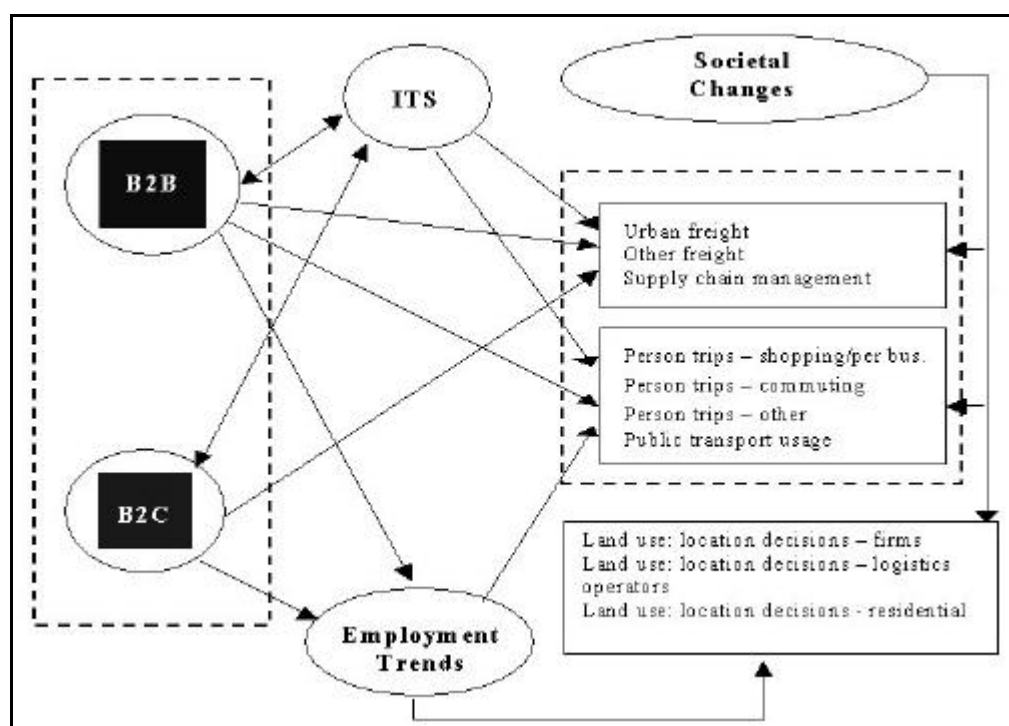 ITS
Societal
Changes
B2B
Urban freight
Other freight
Supply chain management
Person trips – shopping/per bus.
Person trips – commuting
Person trips – other
Public transport usage
B2C
Land use: location decisions – firms
Land use: location decisions – logistics
operators
Land use: location decisions - residential
Employment
Trends